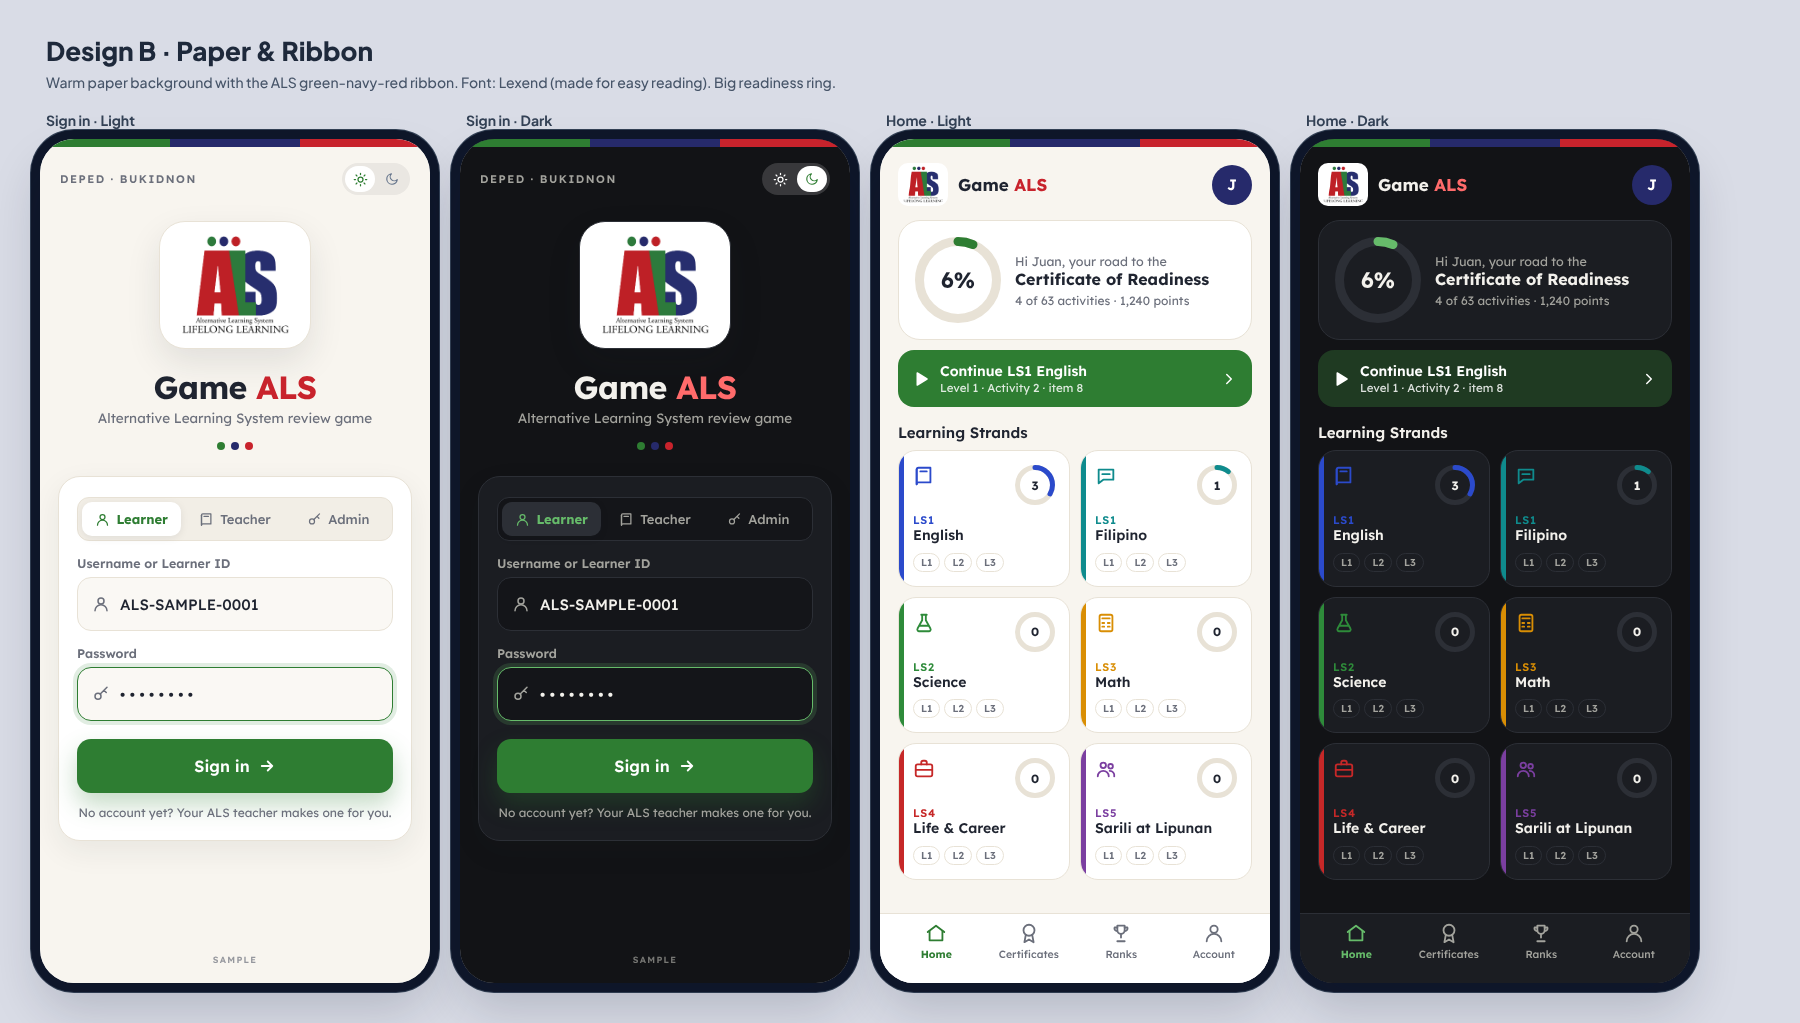 Design B · Paper & Ribbon
Warm paper background with the ALS green-navy-red ribbon. Font: Lexend (made for easy reading). Big readiness ring.
Sign in · Light
DEPED · BUKIDNON
ALS
Alternative Learning System
LIFELONG LEARNING
Game ALS
Alternative Learning System review game
Learner Teacher Admin
Username or Learner ID
ALS-SAMPLE-0001
Password
Sign in →
No account yet? Your ALS teacher makes one for you.
SAMPLE
Sign in · Dark
DEPED · BUKIDNON
ALS
Alternative Learning System
LIFELONG LEARNING
Game ALS
Alternative Learning System review game
Learner Teacher Admin
Username or Learner ID
ALS-SAMPLE-0001
Password
Sign in →
No account yet? Your ALS teacher makes one for you.
SAMPLE
Home · Light
ALS
Game ALS
J
6%
Hi Juan, your road to the
Certificate of Readiness
4 of 63 activities · 1,240 points
Continue LS1 English
Level 1 · Activity 2 · item 8
Learning Strands
3
LS1
English
L1 L2 L3
1
LS1
Filipino
L1 L2 L3
0
LS2
Science
L1 L2 L3
0
LS3
Math
L1 L2 L3
0
LS4
Life & Career
L1 L2 L3
0
LS5
Sarili at Lipunan
L1 L2 L3
Home Certificates Ranks Account
Home · Dark
ALS
Game ALS
J
6%
Hi Juan, your road to the
Certificate of Readiness
4 of 63 activities · 1,240 points
Continue LS1 English
Level 1 · Activity 2 · item 8
Learning Strands
3
LS1
English
L1 L2 L3
1
LS1
Filipino
L1 L2 L3
0
LS2
Science
L1 L2 L3
0
LS3
Math
L1 L2 L3
0
LS4
Life & Career
L1 L2 L3
0
LS5
Sarili at Lipunan
L1 L2 L3
Home Certificates Ranks Account